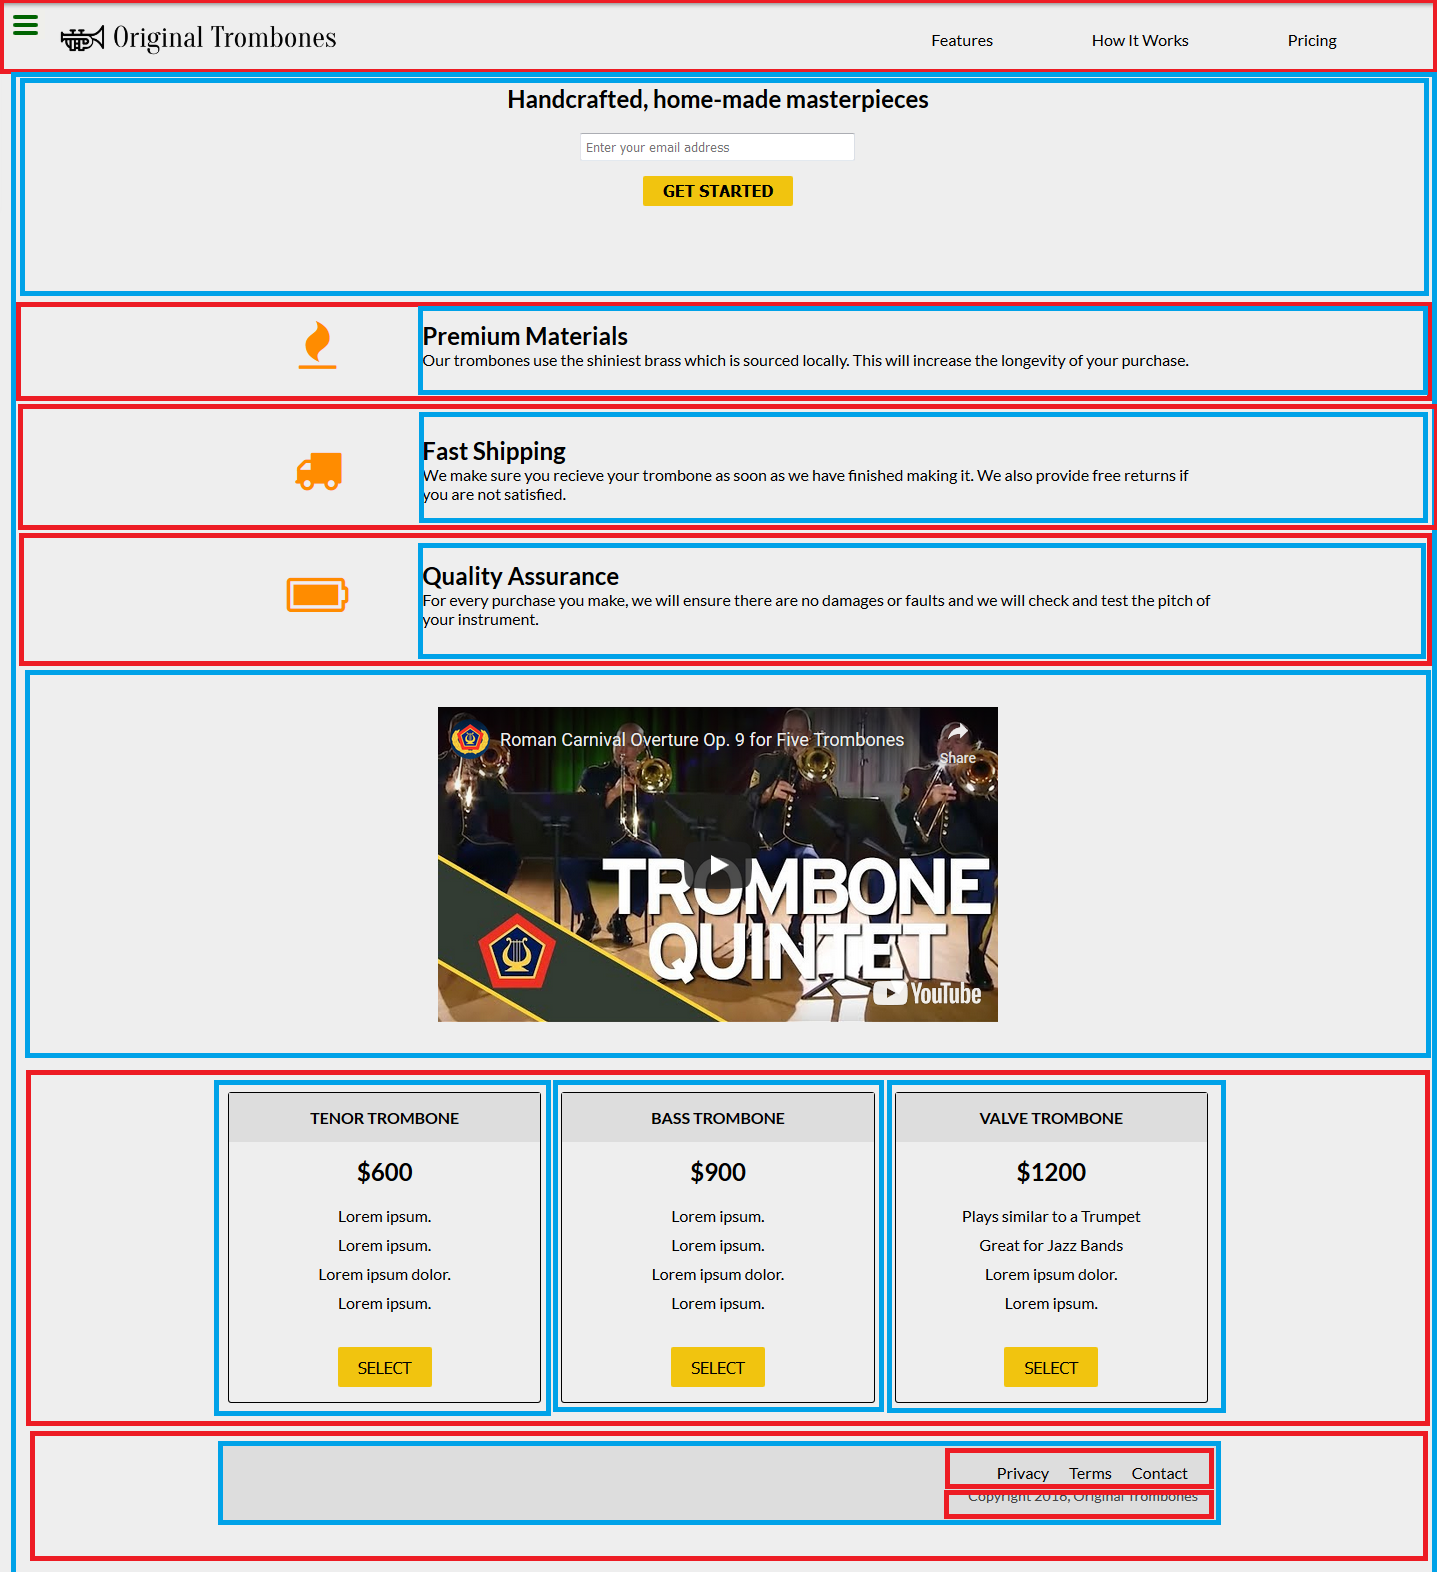 Original Trombones
Features How It Works Pricing
Handcrafted, home-made masterpieces
Enter your email address
GET STARTED
Premium Materials
Our trombones use the shiniest brass which is sourced locally. This will increase the longevity of your purchase.
Fast Shipping
We make sure you recieve your trombone as soon as we have finished making it. We also provide free returns if
you are not satisfied.
Quality Assurance
For every purchase you make, we will ensure there are no damages or faults and we will check and test the pitch of
your instrument.
Roman Carnival Overture Op. 9 for Five Trombones
Share
TROMBONE
QUINTET
YouTube
TENOR TROMBONE
$600
Lorem ipsum.
Lorem ipsum.
Lorem ipsum dolor.
Lorem ipsum.
SELECT
BASS TROMBONE
$900
Lorem ipsum.
Lorem ipsum.
Lorem ipsum dolor.
Lorem ipsum.
SELECT
VALVE TROMBONE
$1200
Plays similar to a Trumpet
Great for Jazz Bands
Lorem ipsum dolor.
Lorem ipsum.
SELECT
Privacy Terms Contact
Copyright 2016, Original Trombones